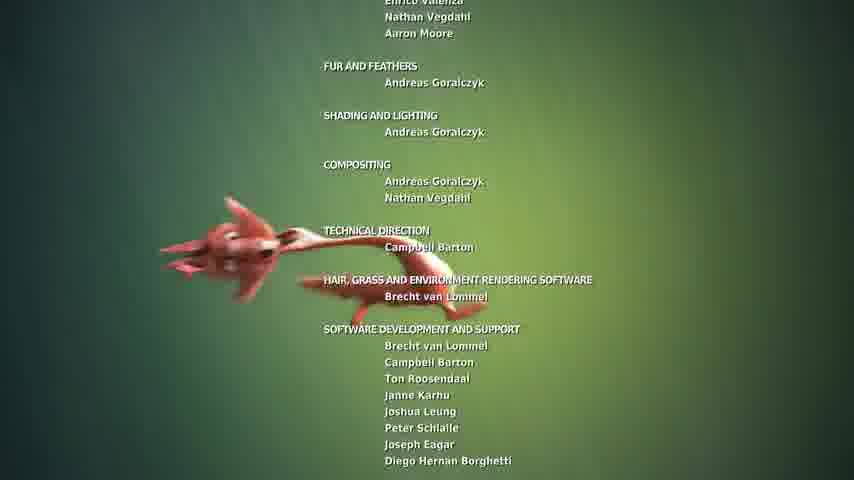 Enrico Valenza
Nathan Vegdahl
Aaron Moore
FUR AND FEATHERS
Andreas Goralczyk
SHADING AND LIGHTING
Andreas Goralczyk
COMPOSITING
Andreas Goralczyk
Nathan Vegdahl
TECHNICAL DIRECTION
Campbell Barton
HAIR, GRASS AND ENVIRONMENT RENDERING SOFTWARE
Brecht van Lommel
SOFTWARE DEVELOPMENT AND SUPPORT
Brecht van Lommel
Campbell Barton
Ton Roosendaal
Janne Karhu
Joshua Leung
Peter Schlaile
Joseph Eagar
Diego Hernan Borghetti